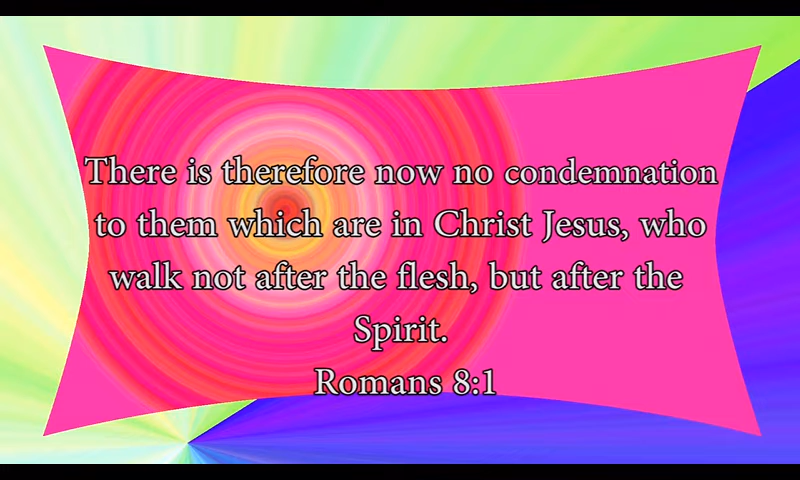 There is therefore now no condemnation
to them which are in Christ Jesus, who
walk not after the flesh, but after the
Spirit.
Romans 8:1